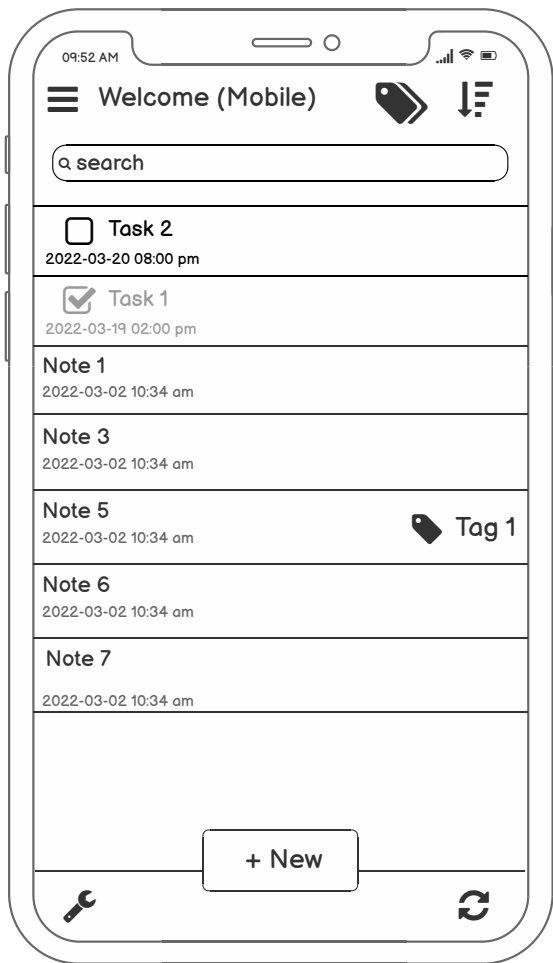 09:52 AM
Welcome (Mobile)
search
Task 2
2022-03-20 08:00 pm
Task 1
2022-03-19 02:00 pm
Note 1
2022-03-02 10:34 am
Note 3
2022-03-02 10:34 am
Note 5
2022-03-02 10:34 am
Tag 1
Note 6
2022-03-02 10:34 am
Note 7
2022-03-02 10:34 am
+ New